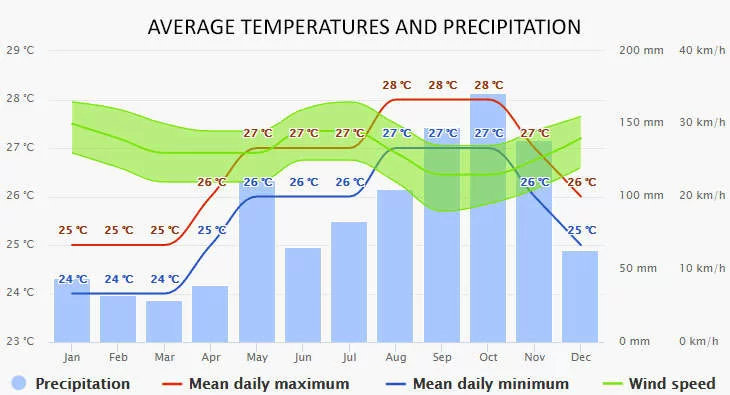 AVERAGE TEMPERATURES AND PRECIPITATION
29 °C 200 mm 40 km/h
28 °C 28 °C 28 °C 28 °C
27 °C 27 °C 27 °C 27 °C 27 °C 27 °C 27 °C 150 mm 30 km/h
27 °C
26 °C 26 °C 26 °C 26 °C 26 °C 26 °C
26 °C 100 mm 20 km/h
25 °C 25 °C 25 °C 25 °C 25 °C
25 °C
24 °C 24 °C 24 °C 50 mm 10 km/h
24 °C
23 °C 0 mm 0 km/h
Jan Feb Mar Apr May Jun Jul Aug Sep Oct Nov Dec
Precipitation Mean daily maximum Mean daily minimum Wind speed